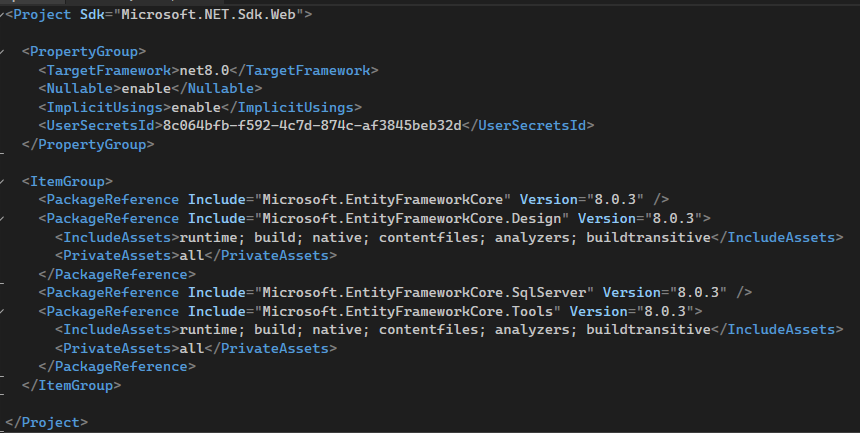 <Project Sdk="Microsoft.NET.Sdk.Web">
<PropertyGroup>
<TargetFramework>net8.0</TargetFramework>
<Nullable>enable</Nullable>
<ImplicitUsings>enable</ImplicitUsings>
<UserSecretsId>8c064bfb-f592-4c7d-874c-af3845beb32d</UserSecretsId>
</PropertyGroup>
<ItemGroup>
<PackageReference Include="Microsoft.EntityFrameworkCore" Version="8.0.3" />
<PackageReference Include="Microsoft.EntityFrameworkCore.Design" Version="8.0.3">
<IncludeAssets>runtime; build; native; contentfiles; analyzers; buildtransitive</IncludeAssets>
<PrivateAssets>all</PrivateAssets>
</PackageReference>
<PackageReference Include="Microsoft.EntityFrameworkCore.SqlServer" Version="8.0.3" />
<PackageReference Include="Microsoft.EntityFrameworkCore.Tools" Version="8.0.3">
<IncludeAssets>runtime; build; native; contentfiles; analyzers; buildtransitive</IncludeAssets>
<PrivateAssets>all</PrivateAssets>
</PackageReference>
</ItemGroup>
</Project>